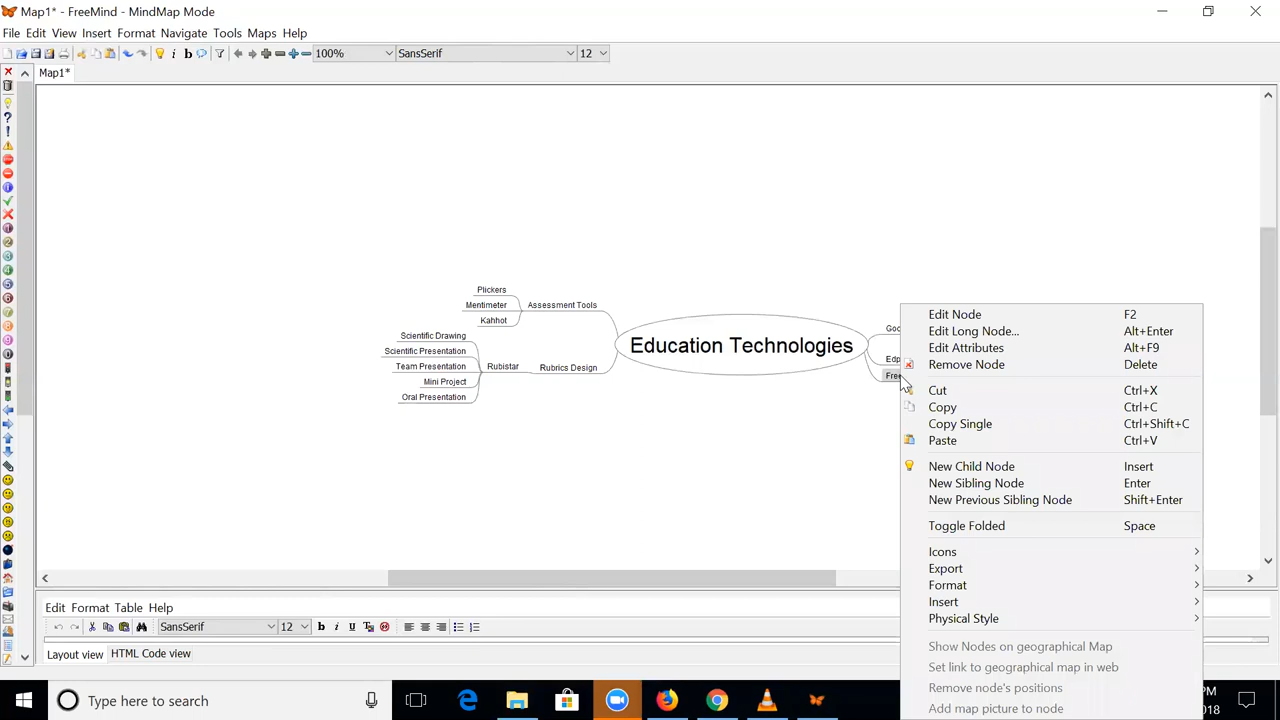 Map1* - FreeMind - MindMap Mode
File Edit View Insert Format Navigate Tools Maps Help
100% SansSerif 12
Map1*
Plickers
Mentimeter
Kahhot
Assessment Tools
Scientific Drawing
Scientific Presentation
Team Presentation
Mini Project
Oral Presentation
Rubistar
Rubrics Design
Education Technologies
Edit Node F2
Edit Long Node... Alt+Enter
Edit Attributes Alt+F9
Remove Node Delete
Cut Ctrl+X
Copy Ctrl+C
Copy Single Ctrl+Shift+C
Paste Ctrl+V
New Child Node Insert
New Sibling Node Enter
New Previous Sibling Node Shift+Enter
Toggle Folded Space
Icons
Export
Format
Insert
Physical Style
Show Nodes on geographical Map
Set link to geographical map in web
Remove node's positions
Add map picture to node
Edit Format Table Help
SansSerif 12
Layout view HTML Code view
Type here to search